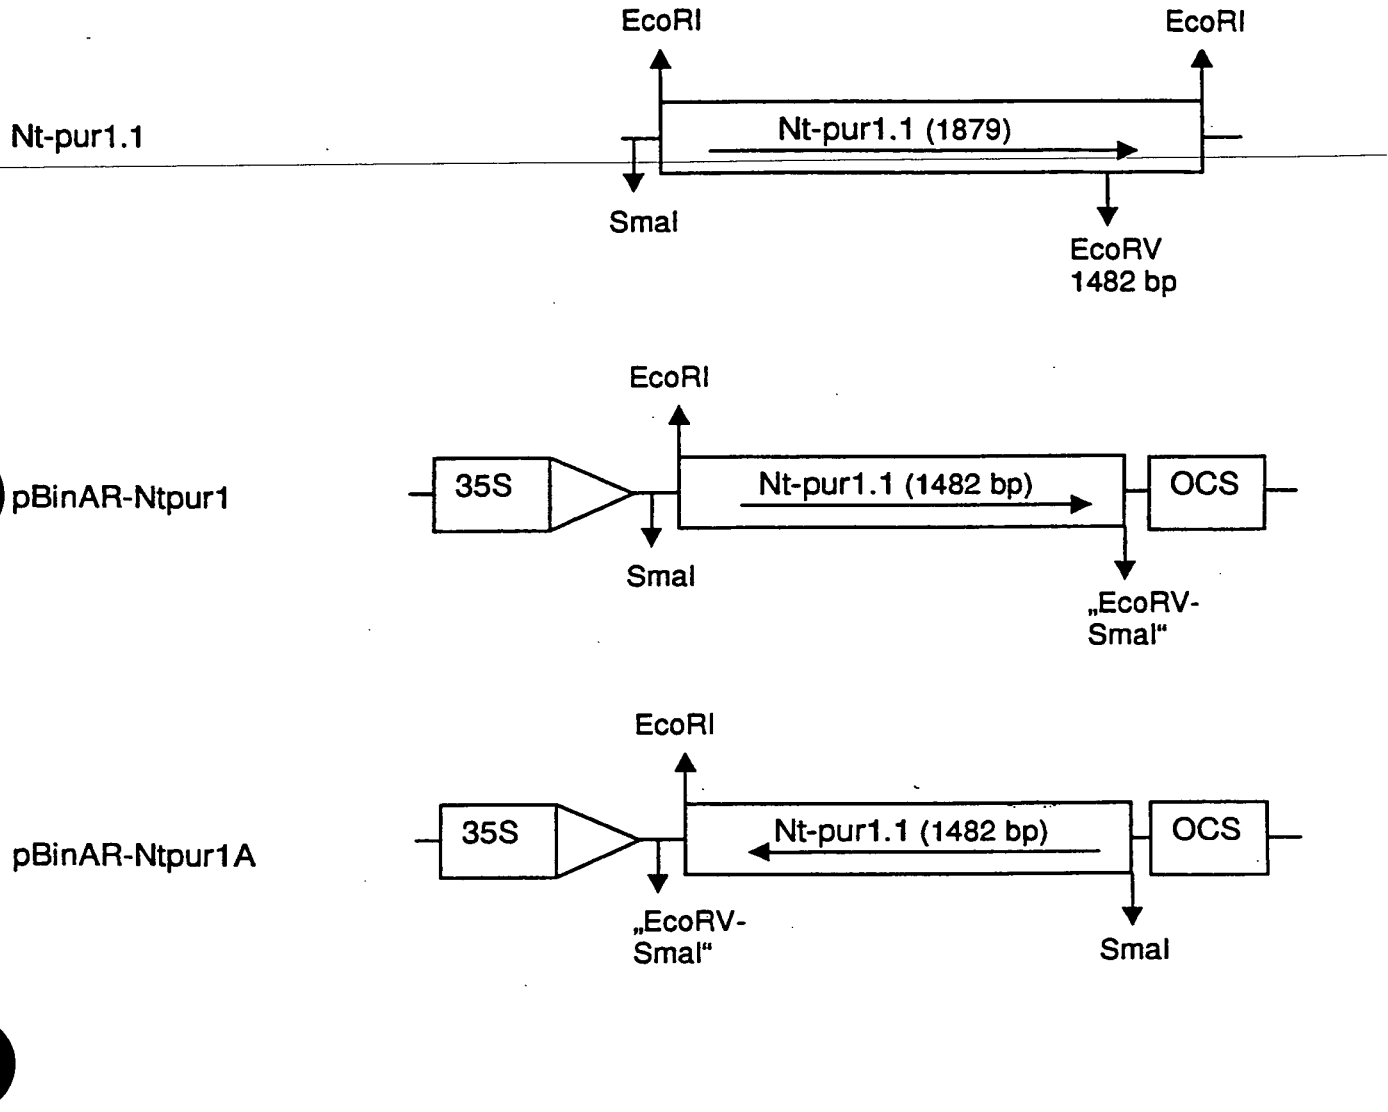 EcoRI
EcoRI
Nt-pur1.1
Nt-pur1.1 (1879)
SmaI
EcoRV
1482 bp
EcoRI
pBinAR-Ntpur1
35S
Nt-pur1.1 (1482 bp)
OCS
SmaI
„EcoRV-
SmaI“
EcoRI
pBinAR-Ntpur1A
35S
Nt-pur1.1 (1482 bp)
OCS
„EcoRV-
SmaI“
SmaI